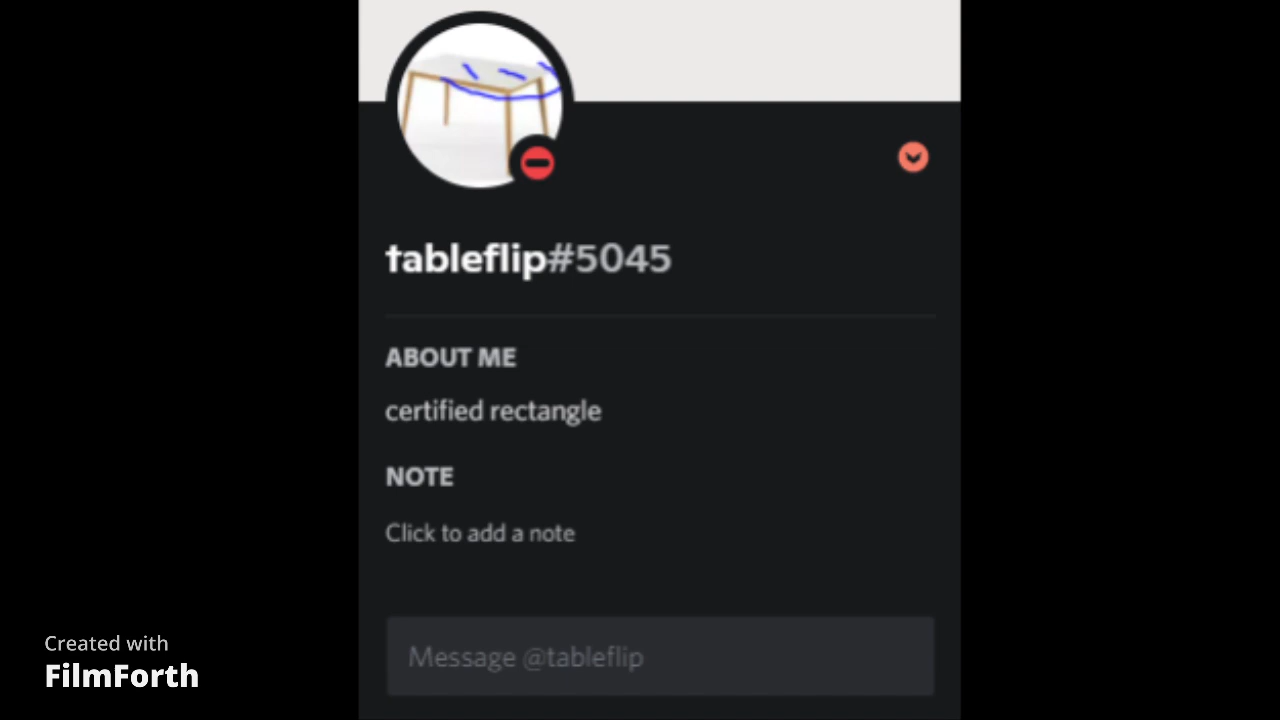 tableflip#5045
ABOUT ME
certified rectangle
NOTE
Click to add a note
Message @tableflip
Created with
FilmForth